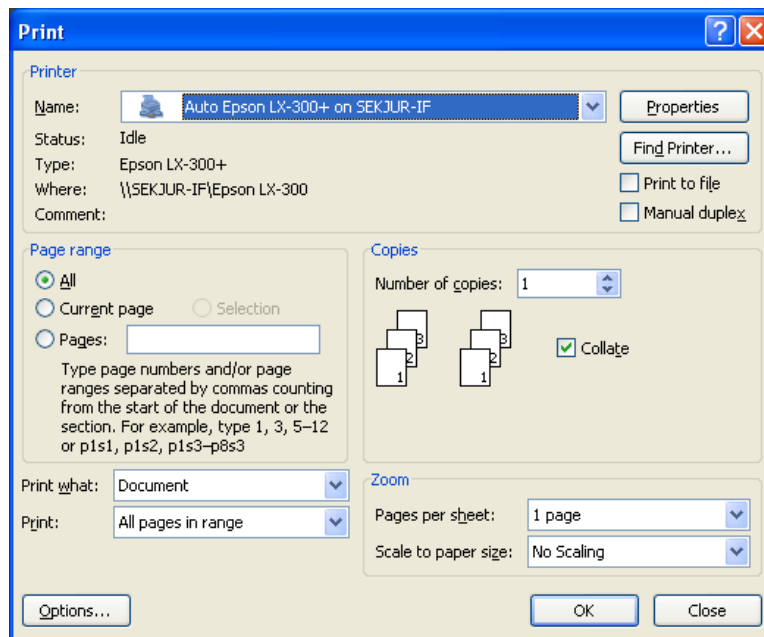 Print
Printer
Name: Auto Epson LX-300+ on SEKJUR-IF Properties
Status: Idle
Find Printer...
Type: Epson LX-300+
Where: \\SEKJUR-IF\Epson LX-300
Print to file
Comment:
Manual duplex
Page range
All
Current page Selection
Pages:
Type page numbers and/or page
ranges separated by commas counting
from the start of the document or the
section. For example, type 1, 3, 5–12
or p1s1, p1s2, p1s3–p8s3
Copies
Number of copies: 1
3 3
2 2
1 1
Collate
Print what: Document
Print: All pages in range
Zoom
Pages per sheet: 1 page
Scale to paper size: No Scaling
Options... OK Close